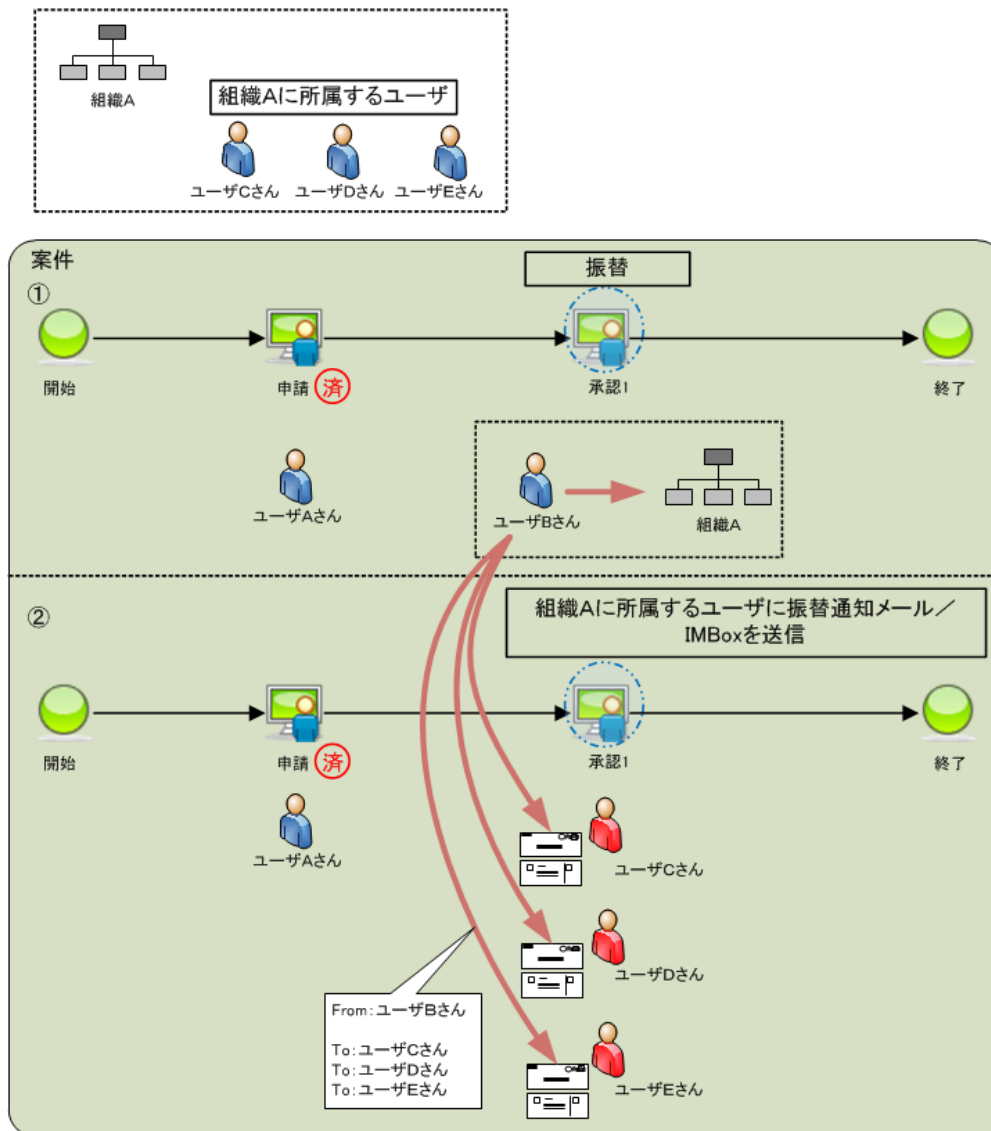 組織A
組織Aに所属するユーザ
ユーザCさん
ユーザDさん
ユーザEさん
案件
振替
①
開始
申請
済
承認1
終了
ユーザAさん
ユーザBさん
組織A
②
組織Aに所属するユーザに振替通知メール／
IMBoxを送信
開始
申請
済
承認1
終了
ユーザAさん
ユーザCさん
ユーザDさん
From:ユーザBさん
To:ユーザCさん
To:ユーザDさん
To:ユーザEさん
ユーザEさん